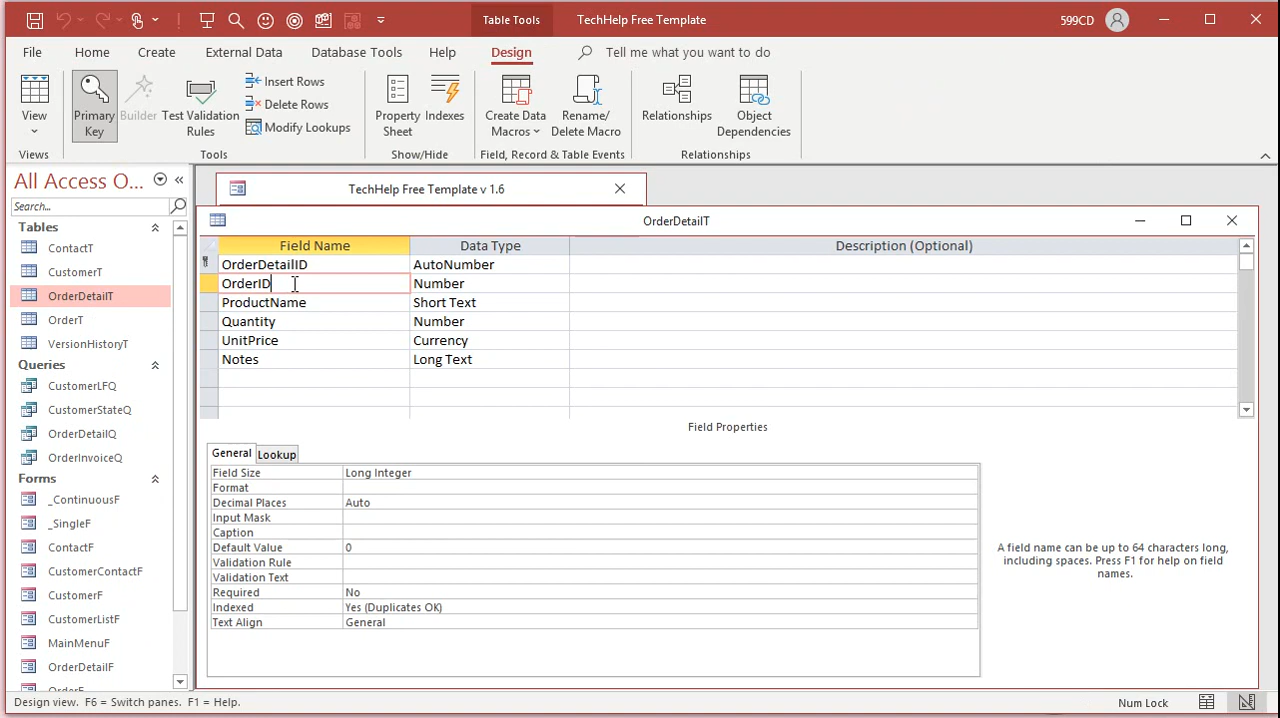 Table Tools
TechHelp Free Template
599CD
File
Home
Create
External Data
Database Tools
Help
Design
Tell me what you want to do
View
Views
Primary Key
Builder
Test Validation Rules
Insert Rows
Delete Rows
Modify Lookups
Tools
Property Sheet
Indexes
Show/Hide
Create Data Macros
Rename/ Delete Macro
Field, Record & Table Events
Relationships
Object Dependencies
Relationships
All Access O...
Search...
Tables
ContactT
CustomerT
OrderDetailT
OrderT
VersionHistoryT
Queries
CustomerLFQ
CustomerStateQ
OrderDetailQ
OrderInvoiceQ
Forms
_ContinuousF
_SingleF
ContactF
CustomerContactF
CustomerF
CustomerListF
MainMenuF
OrderDetailF
OrderF
TechHelp Free Template v 1.6
OrderDetailT
Field Name Data Type Description (Optional)
OrderDetailID AutoNumber
OrderID Number
ProductName Short Text
Quantity Number
UnitPrice Currency
Notes Long Text
Field Properties
General Lookup
Field Size Long Integer
Format
Decimal Places Auto
Input Mask
Caption
Default Value 0
Validation Rule
Validation Text
Required No
Indexed Yes (Duplicates OK)
Text Align General
A field name can be up to 64 characters long,
including spaces. Press F1 for help on field
names.
Design view. F6 = Switch panes. F1 = Help.
Num Lock